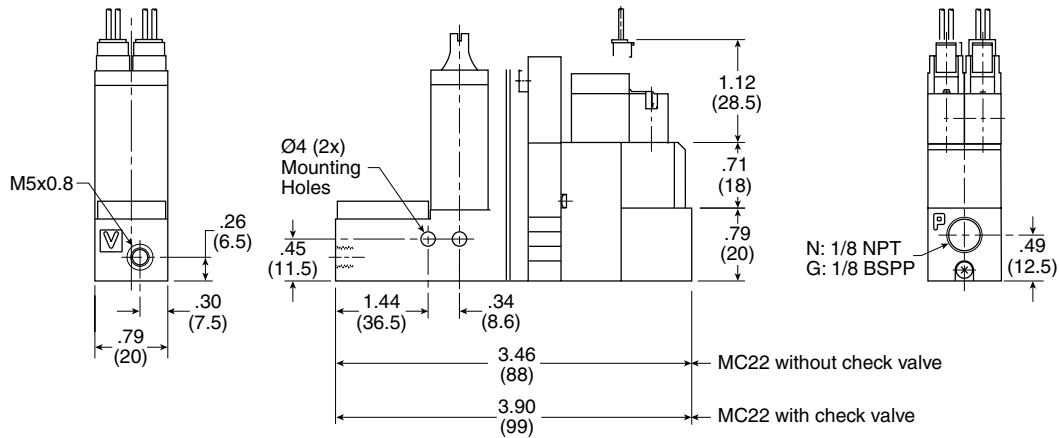 M5x0.8
V
.26
(6.5)
.30
(7.5)
.79
(20)
Ø4 (2x)
Mounting
Holes
.45
(11.5)
1.44
(36.5)
.34
(8.6)
3.46
(88)
MC22 without check valve
3.90
(99)
MC22 with check valve
1.12
(28.5)
.71
(18)
.79
(20)
P
N: 1/8 NPT
G: 1/8 BSPP
.49
(12.5)